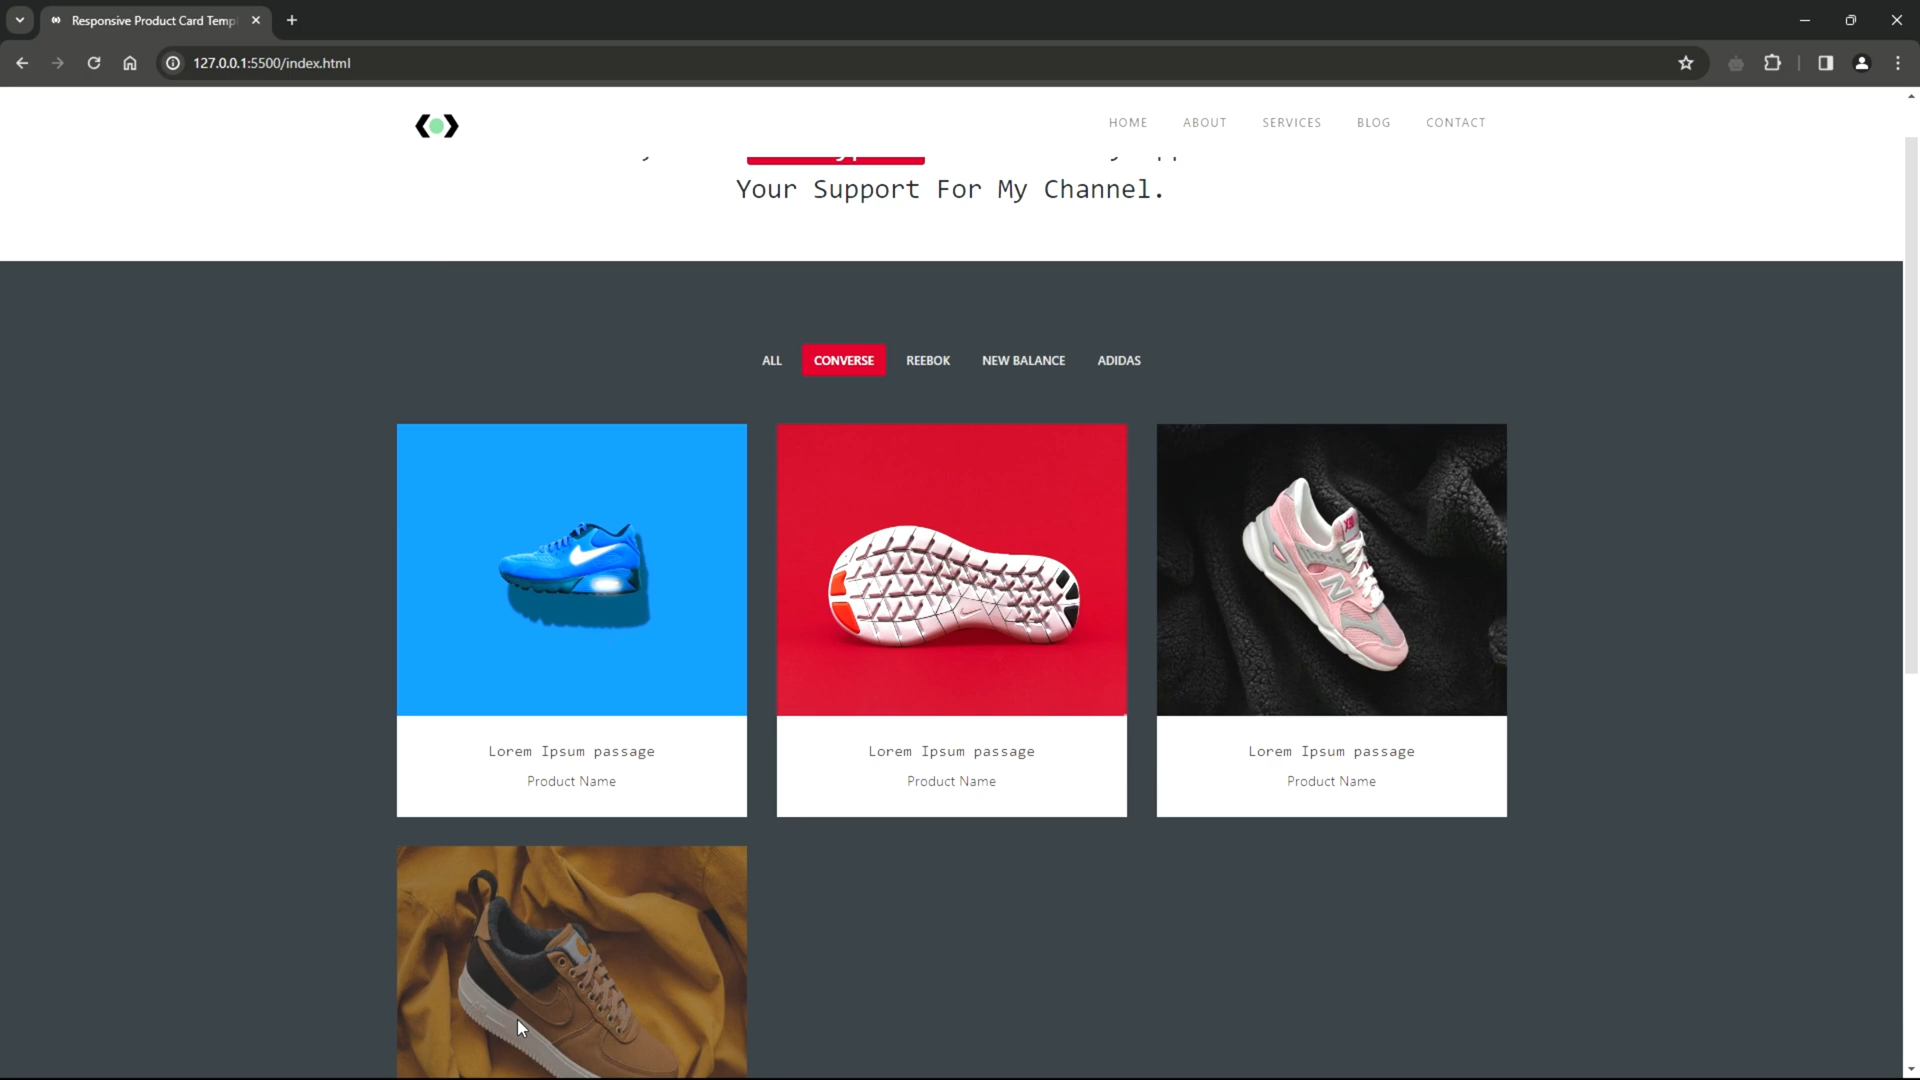 Responsive Product Card Temp
127.0.0.1:5500/index.html
HOME ABOUT SERVICES BLOG CONTACT
Your Support For My Channel.
ALL CONVERSE REEBOK NEW BALANCE ADIDAS
N
Lorem Ipsum passage
Product Name
Lorem Ipsum passage
Product Name
Lorem Ipsum passage
Product Name